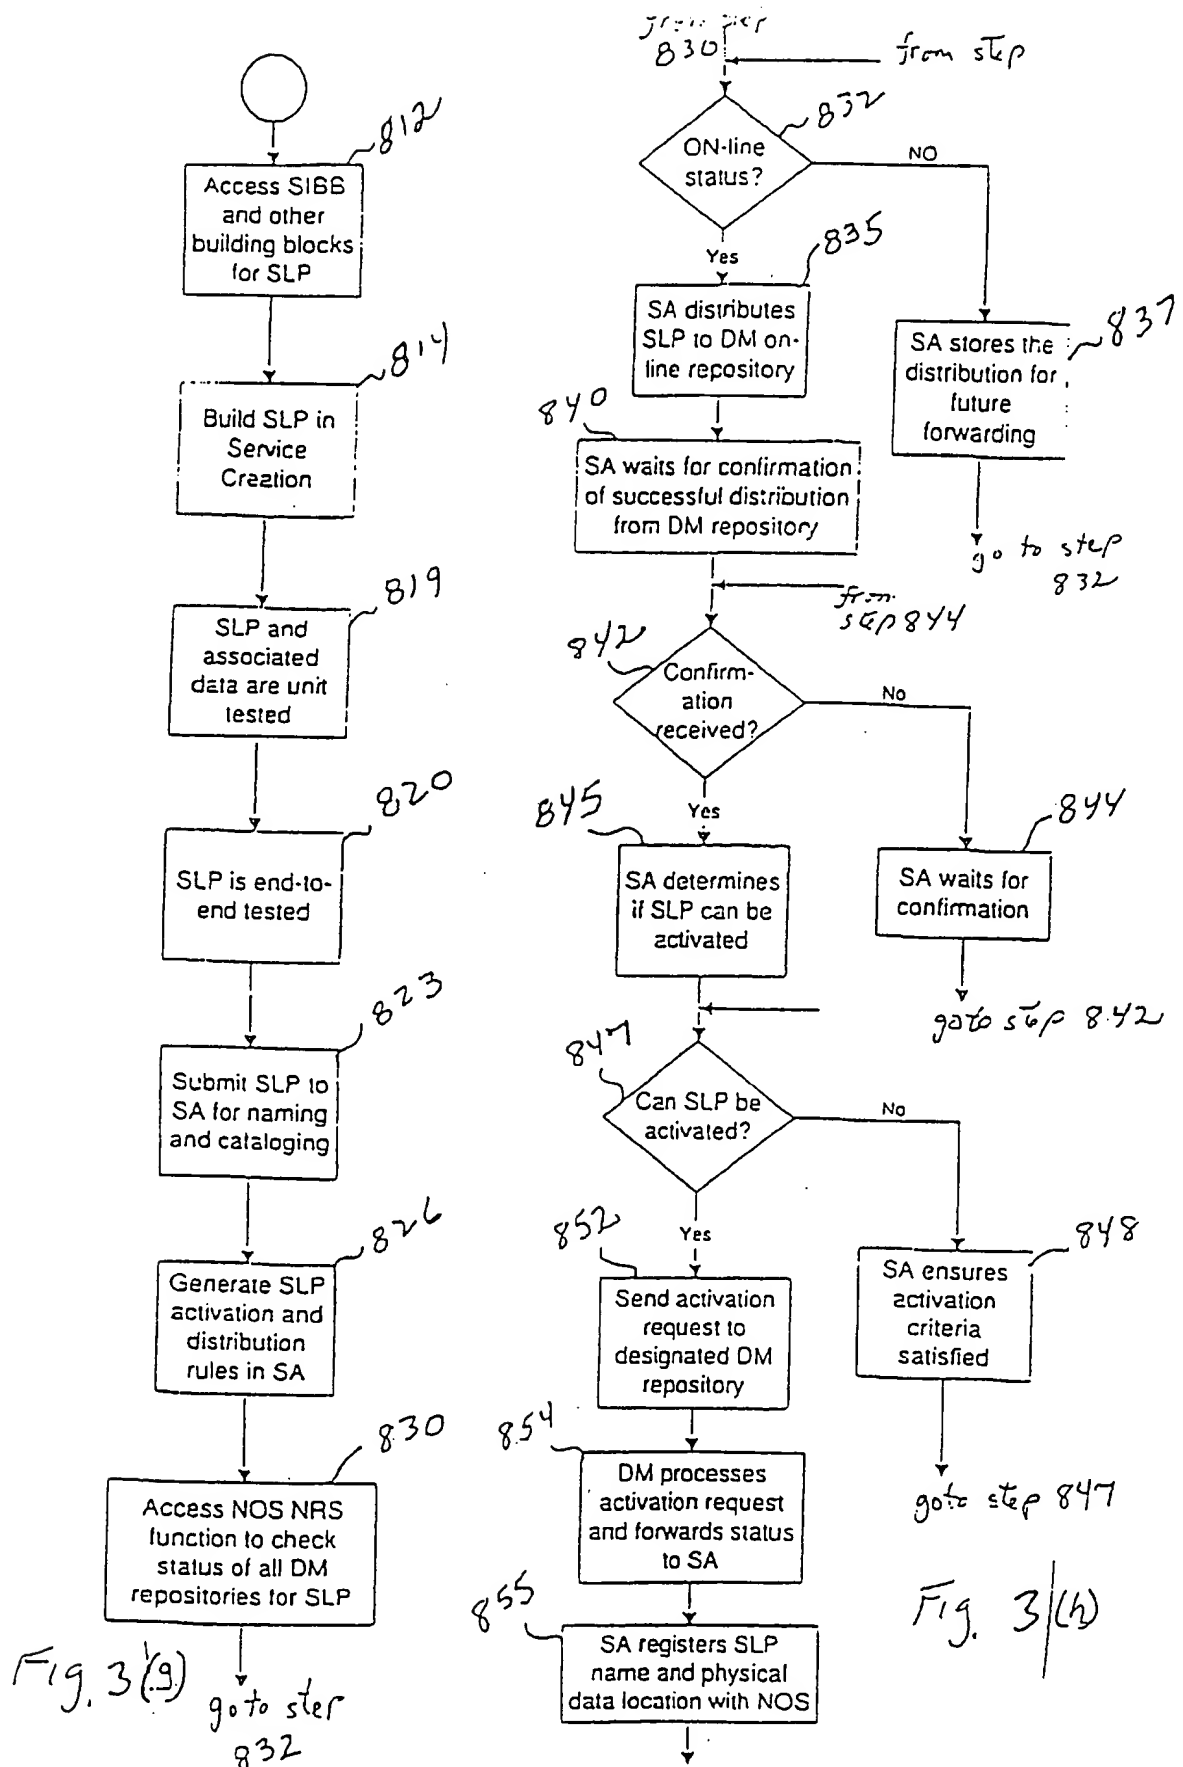 812
Access SIBB
and other
building blocks
for SLP
814
Build SLP in
Service
Creation
819
SLP and
associated
data are unit
tested
820
SLP is end-to-
end tested
823
Submit SLP to
SA for naming
and cataloging
826
Generate SLP
activation and
distribution
rules in SA
830
Access NOS NRS
function to check
status of all DM
repositories for SLP
Fig. 3(g)
go to step
832
from step
830
from step
832
ON-line
status?
NO
Yes
835
SA distributes
SLP to DM on-
line repository
837
SA stores the
distribution for
future
forwarding
go to step
832
840
SA waits for confirmation
of successful distribution
from DM repository
from
step 844
842
Confirm-
ation
received?
No
Yes
844
SA waits for
confirmation
go to step 842
845
SA determines
if SLP can be
activated
847
Can SLP be
activated?
No
Yes
848
SA ensures
activation
criteria
satisfied
go to step 847
852
Send activation
request to
designated DM
repository
854
DM processes
activation request
and forwards status
to SA
855
SA registers SLP
name and physical
data location with NOS
Fig. 3(h)